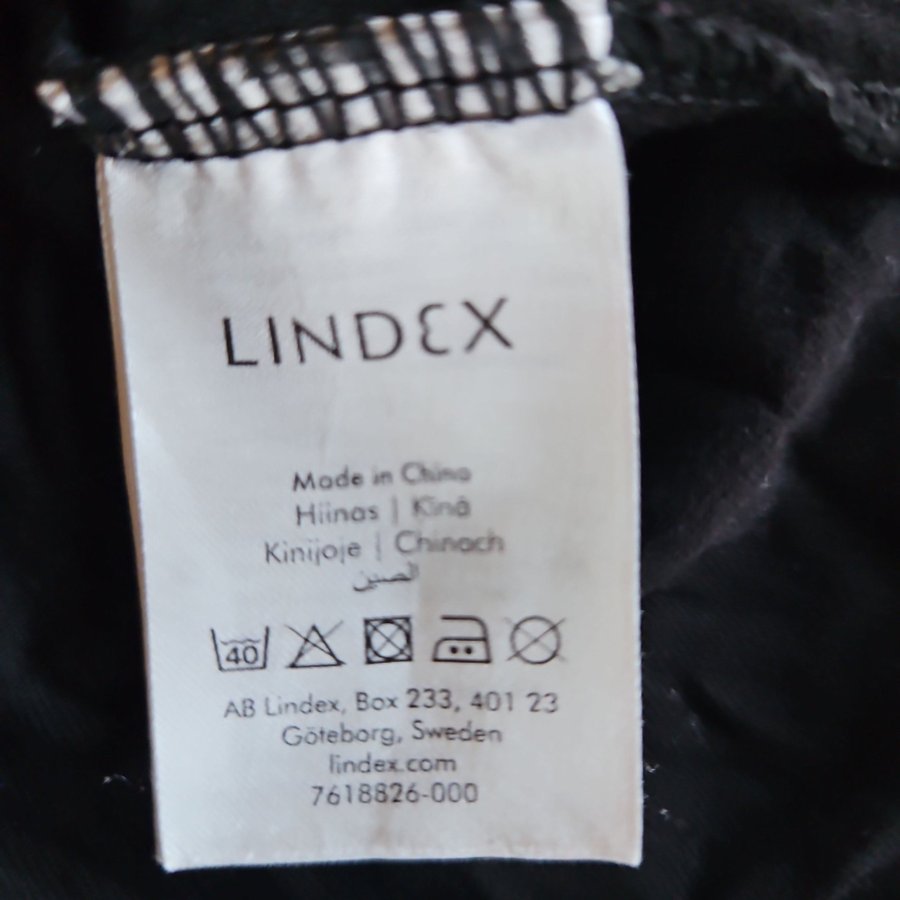 LINDEX
Made in China
Hiinas | Ķīnā
Kinijoje | Chinach
الصين
40
AB Lindex, Box 233, 401 23
Göteborg, Sweden
lindex.com
7618826-000